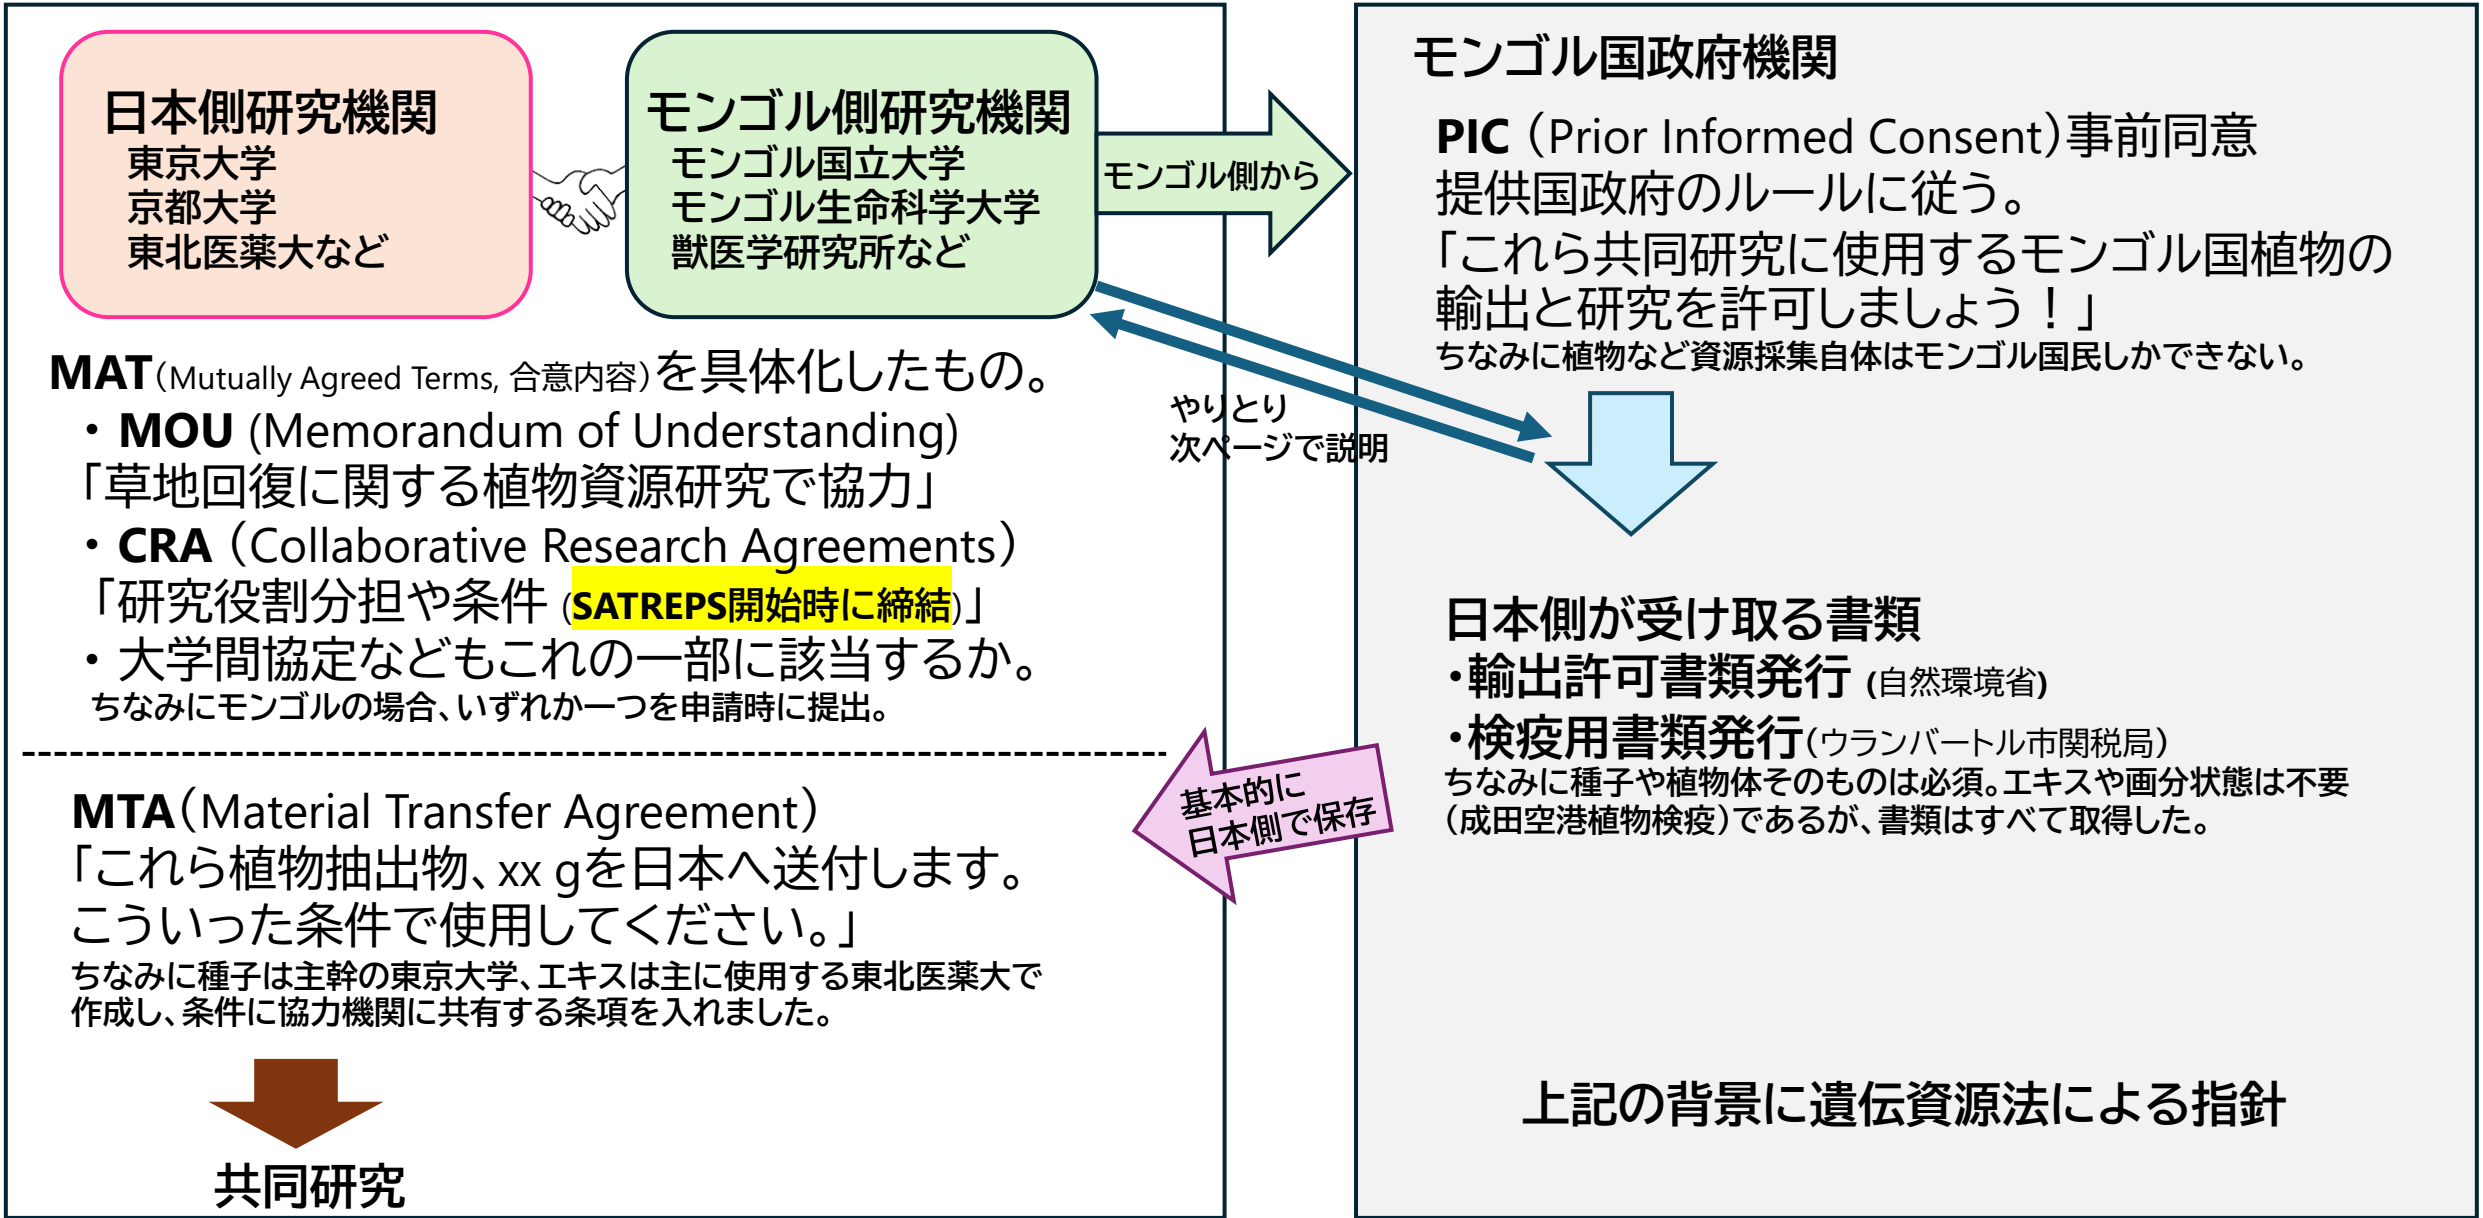 日本側研究機関
東京大学
京都大学
東北医薬大など
モンゴル側研究機関
モンゴル国立大学
モンゴル生命科学大学
獣医学研究所など
モンゴル側から
MAT（Mutually Agreed Terms, 合意内容）を具体化したもの。
・MOU (Memorandum of Understanding)
「草地回復に関する植物資源研究で協力」
・CRA（Collaborative Research Agreements）
「研究役割分担や条件 (SATREPS開始時に締結)」
・大学間協定などもこれの一部に該当するか。
ちなみにモンゴルの場合、いずれか一つを申請時に提出。
MTA（Material Transfer Agreement）
「これら植物抽出物、xx gを日本へ送付します。
こういった条件で使用してください。」
ちなみに種子は主幹の東京大学、エキスは主に使用する東北医薬大で
作成し、条件に協力機関に共有する条項を入れました。
共同研究
やりとり
次ページで説明
基本的に
日本側で保存
モンゴル国政府機関
PIC（Prior Informed Consent）事前同意
提供国政府のルールに従う。
「これら共同研究に使用するモンゴル国植物の
輸出と研究を許可しましょう！」
ちなみに植物など資源採集自体はモンゴル国民しかできない。
日本側が受け取る書類
・輸出許可書類発行 (自然環境省)
・検疫用書類発行（ウランバートル市関税局）
ちなみに種子や植物体そのものは必須。エキスや画分状態は不要
（成田空港植物検疫）であるが、書類はすべて取得した。
上記の背景に遺伝資源法による指針